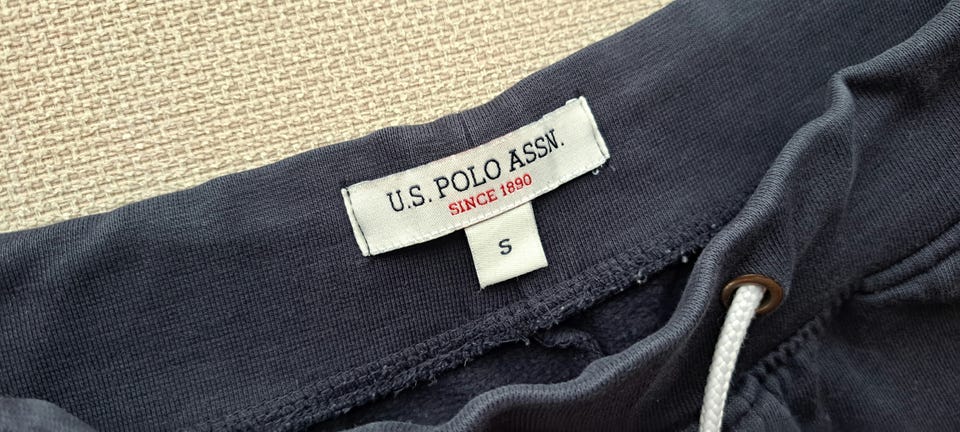 U.S. POLO ASSN.
SINCE 1890
S